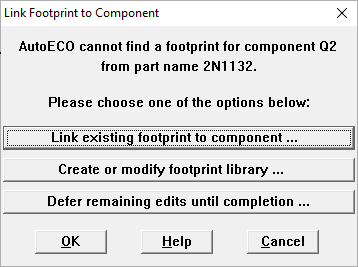 Link Footprint to Component
AutoECO cannot find a footprint for component Q2
from part name 2N1132.
Please choose one of the options below:
Link existing footprint to component ...
Create or modify footprint library ...
Defer remaining edits until completion ...
OK Help Cancel